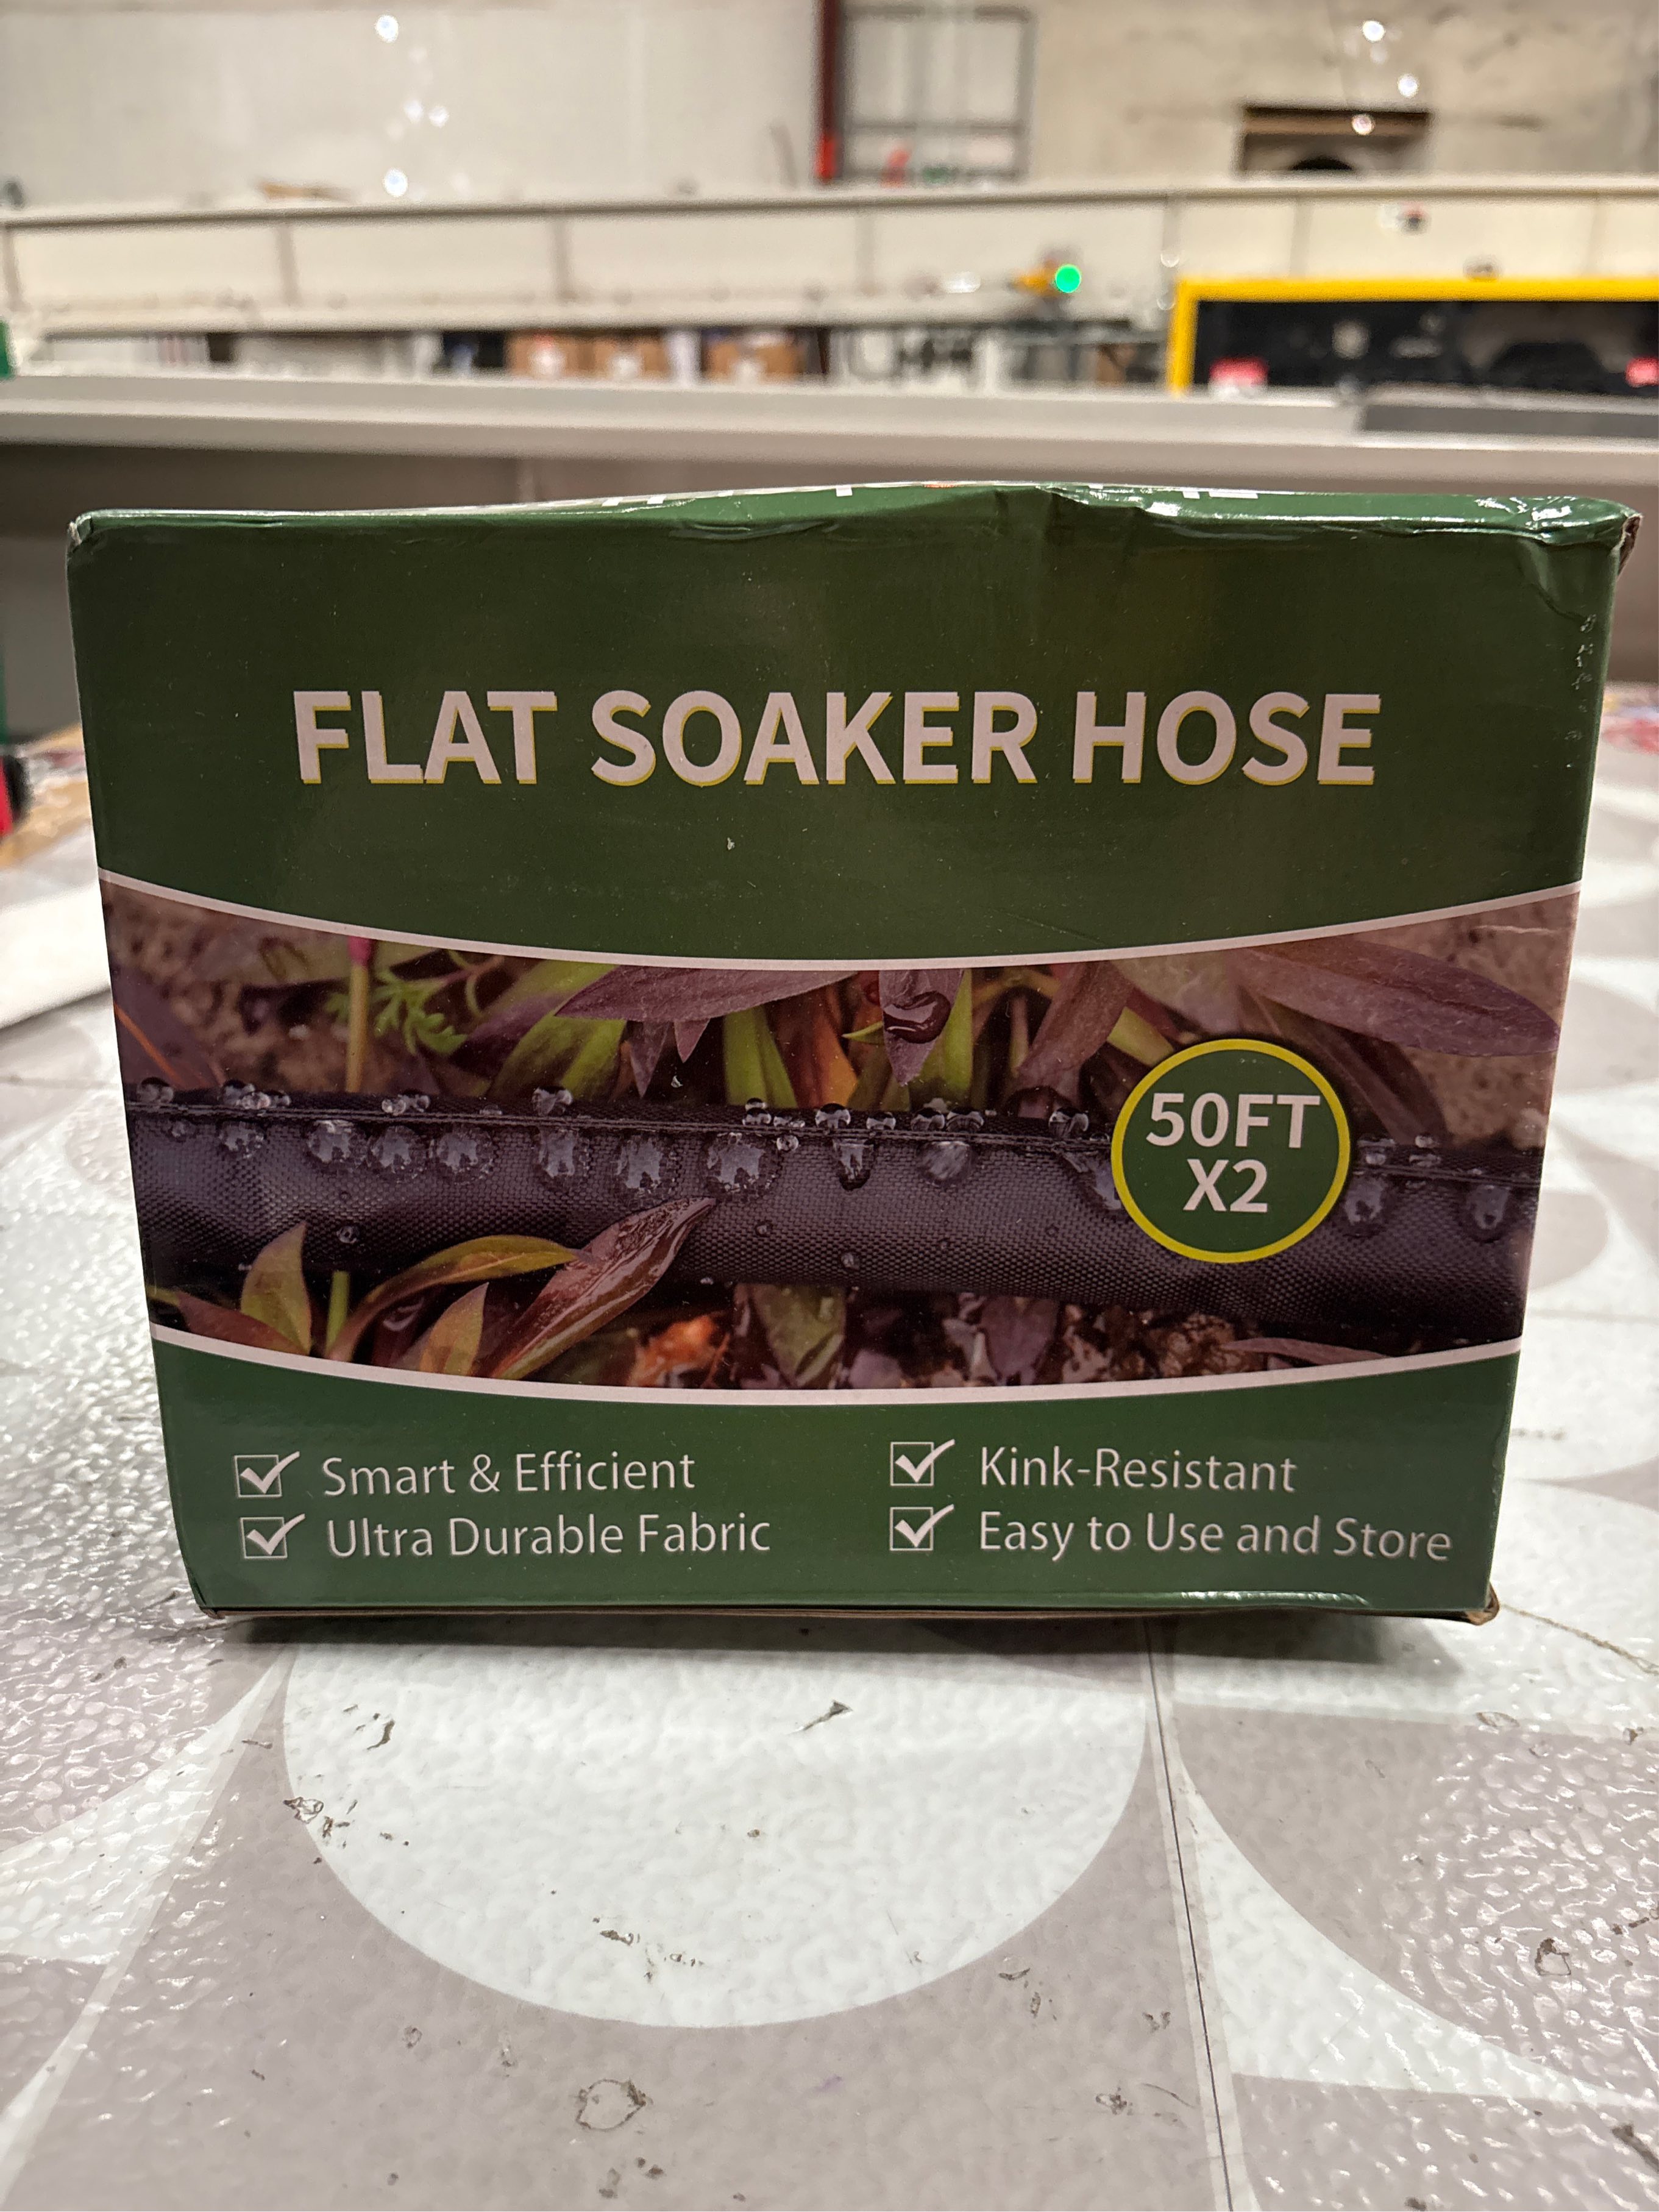 FLAT SOAKER HOSE
50FT
X2
Smart & Efficient
Ultra Durable Fabric
Kink-Resistant
Easy to Use and Store